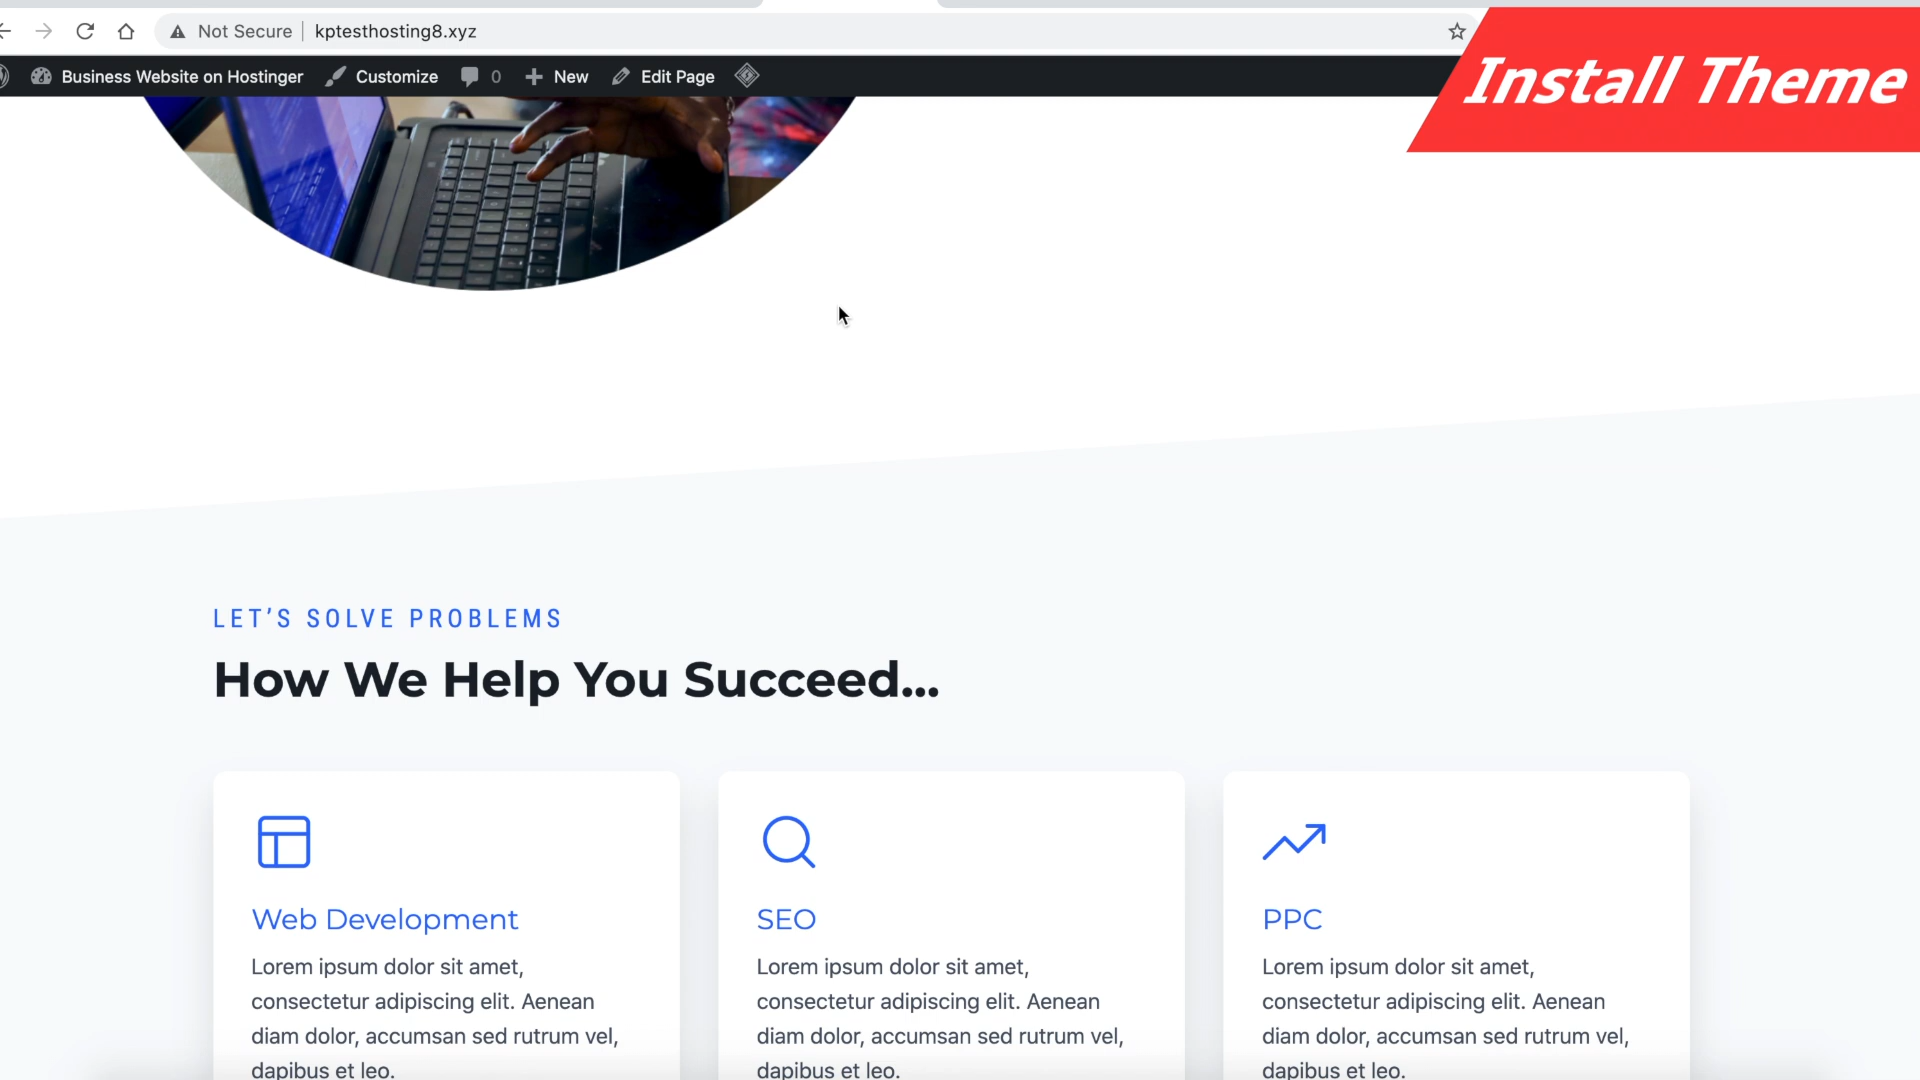 Not Secure | kptesthosting8.xyz
Install Theme
Business Website on Hostinger Customize 0 New Edit Page
LET'S SOLVE PROBLEMS
How We Help You Succeed...
Web Development
Lorem ipsum dolor sit amet,
consectetur adipiscing elit. Aenean
diam dolor, accumsan sed rutrum vel,
dapibus et leo.
SEO
Lorem ipsum dolor sit amet,
consectetur adipiscing elit. Aenean
diam dolor, accumsan sed rutrum vel,
dapibus et leo.
PPC
Lorem ipsum dolor sit amet,
consectetur adipiscing elit. Aenean
diam dolor, accumsan sed rutrum vel,
dapibus et leo.